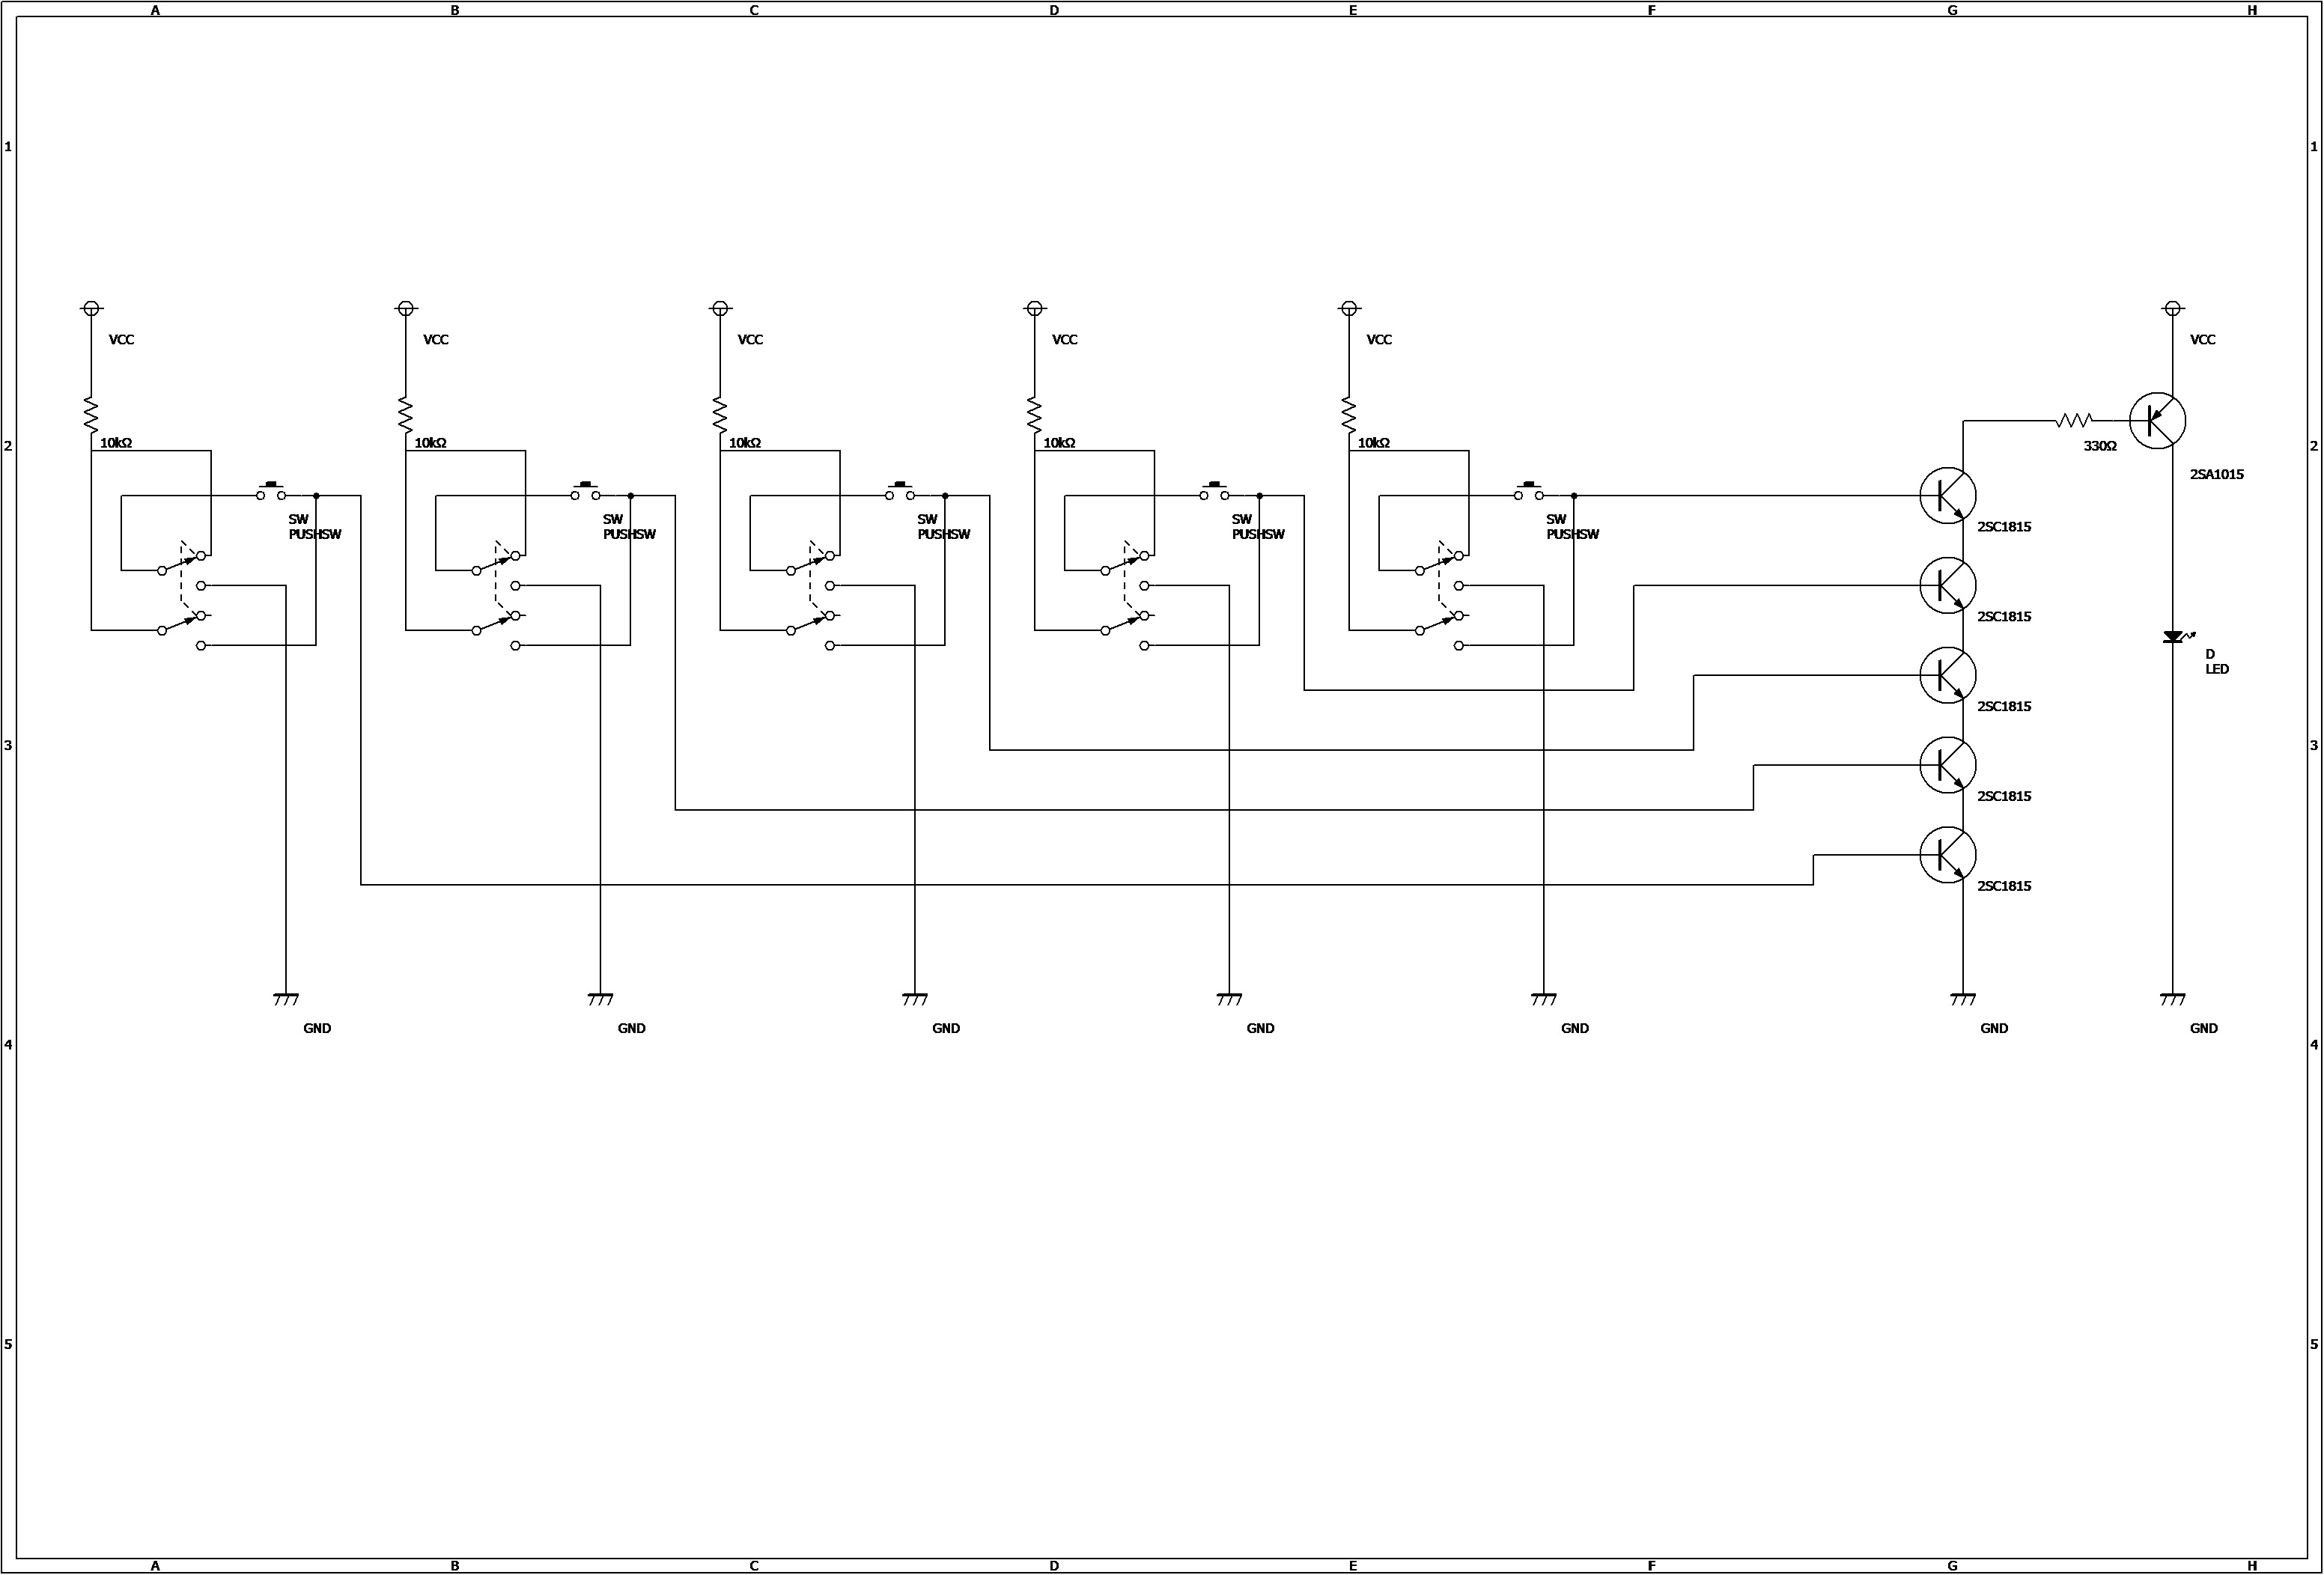 A B C D E F G H
1 1
VCC VCC VCC VCC VCC VCC
10kΩ 10kΩ 10kΩ 10kΩ 10kΩ
2 330Ω 2
2SA1015
SW SW SW SW SW
PUSHSW PUSHSW PUSHSW PUSHSW PUSHSW
2SC1815
2SC1815
D
LED
2SC1815
3 3
2SC1815
2SC1815
GND GND GND GND GND GND GND
4 4
5 5
A B C D E F G H